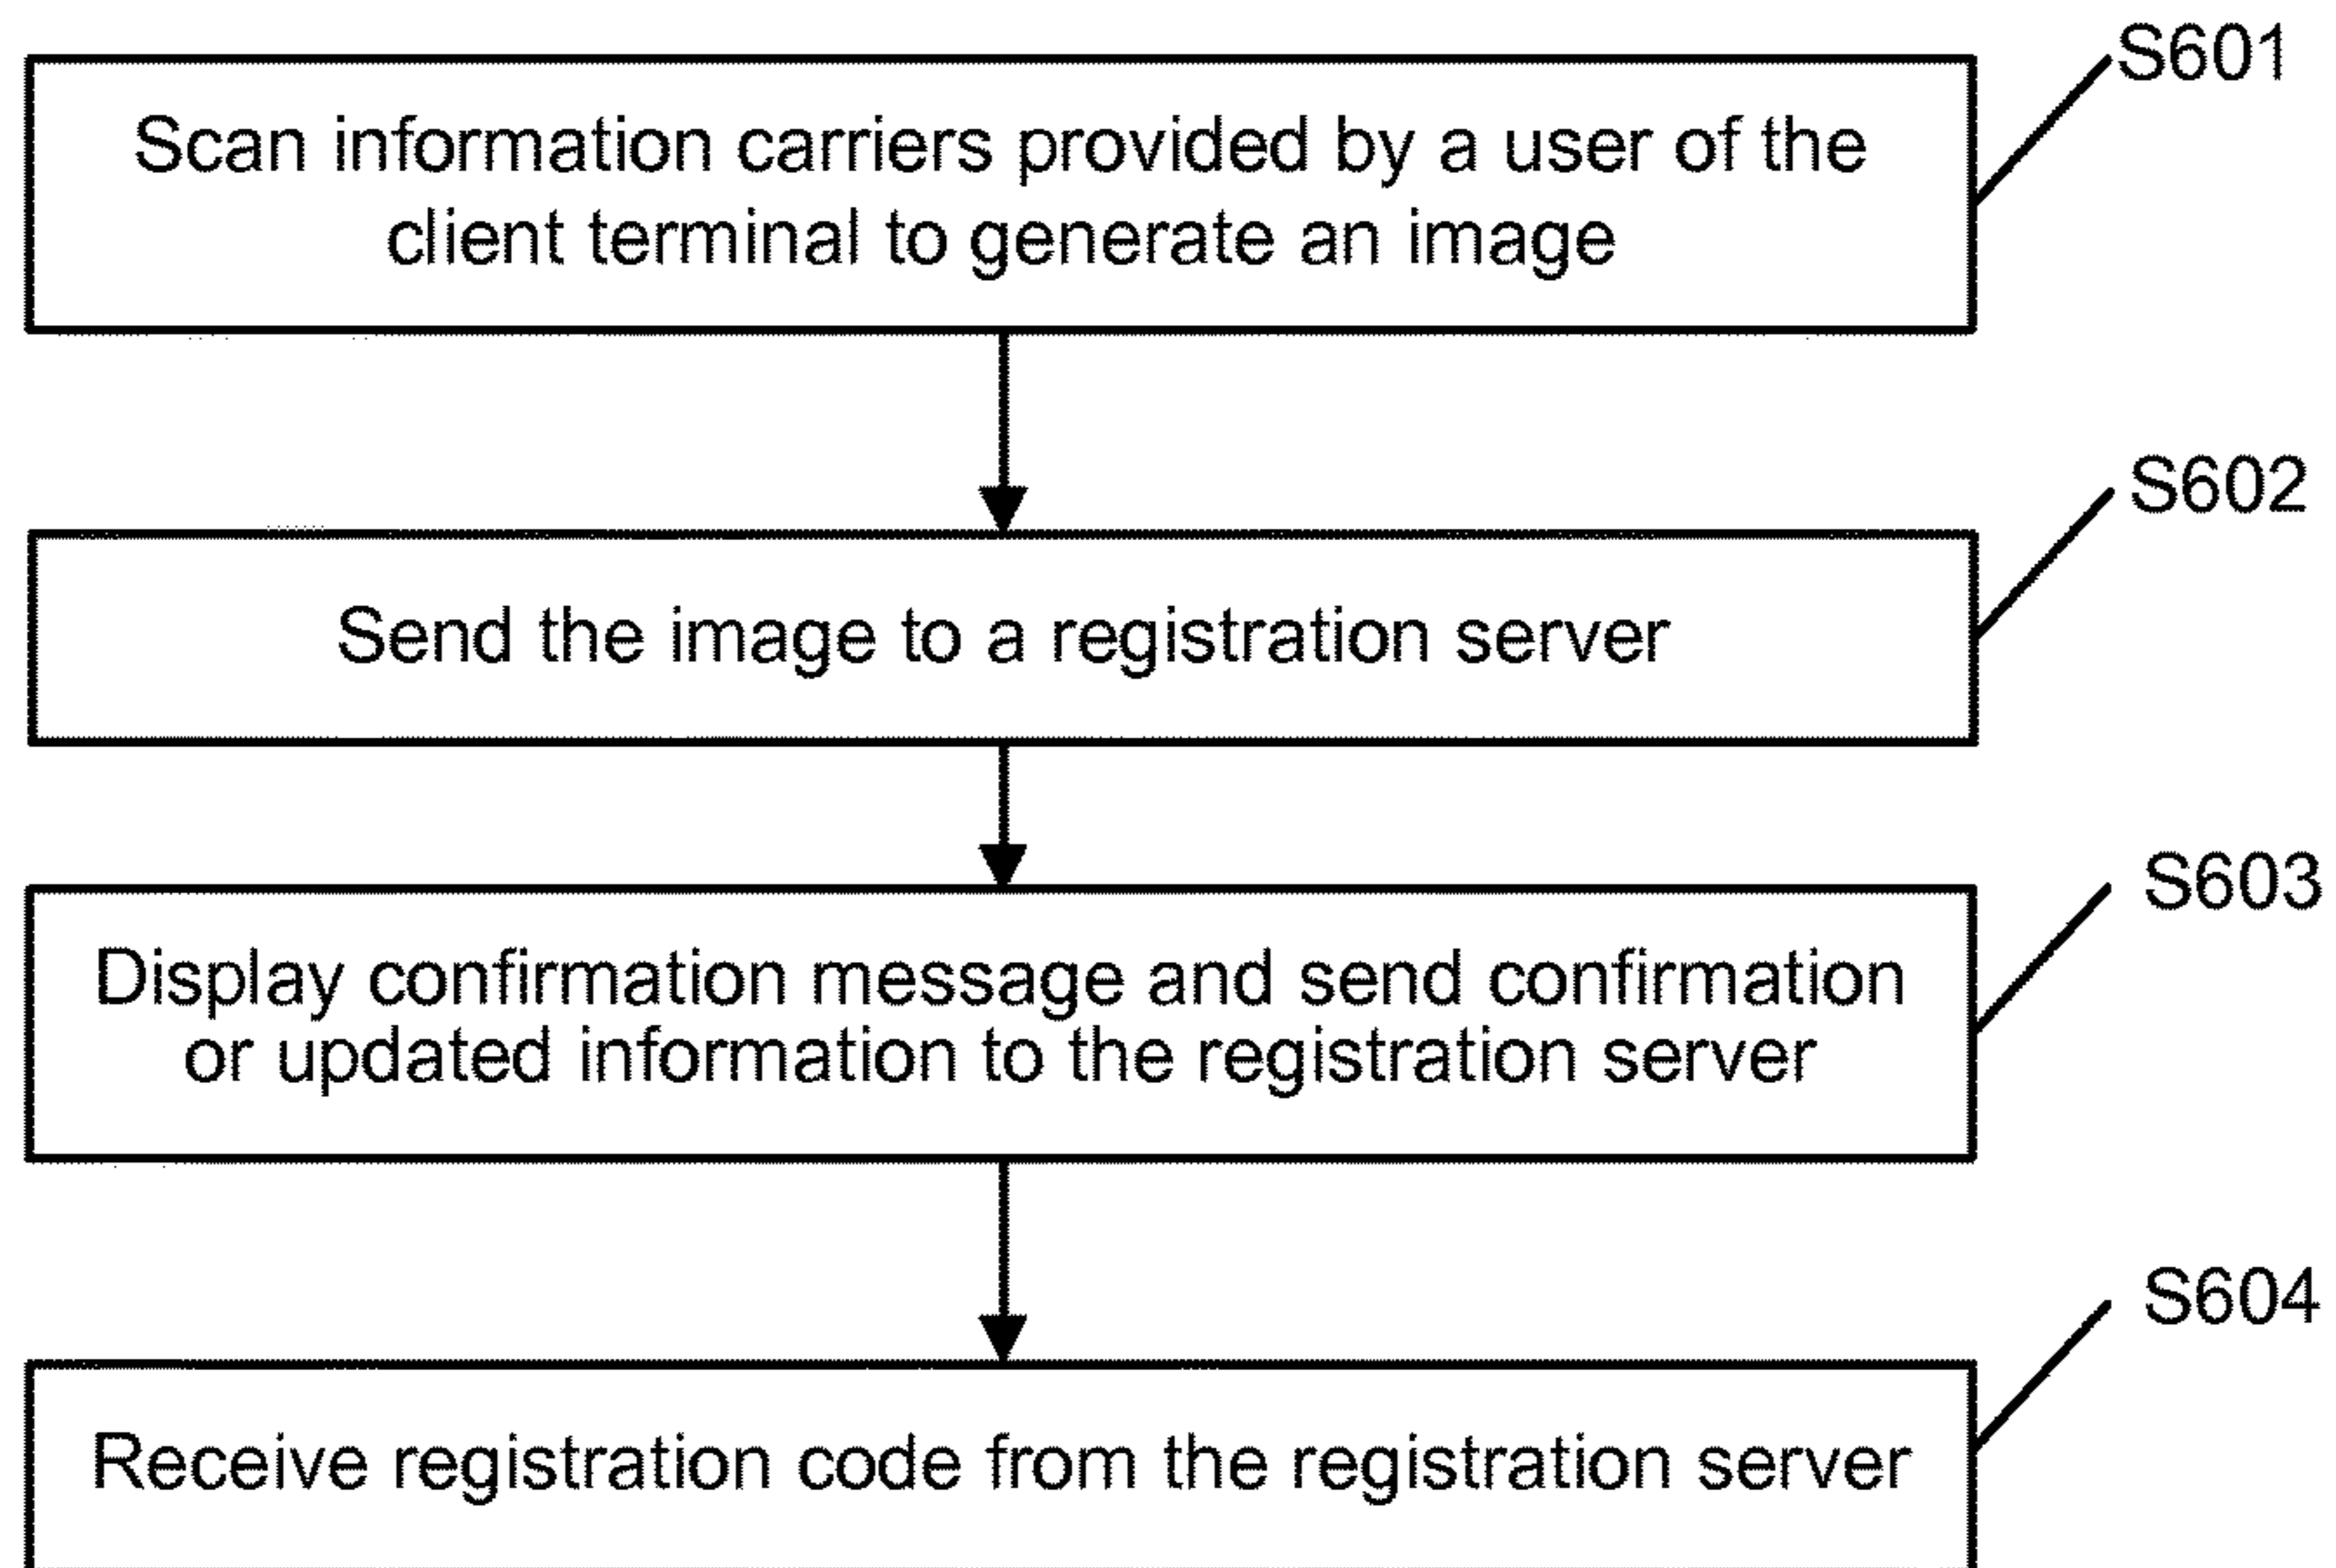 S601
Scan information carriers provided by a user of the
client terminal to generate an image
S602
Send the image to a registration server
S603
Display confirmation message and send confirmation
or updated information to the registration server
S604
Receive registration code from the registration server